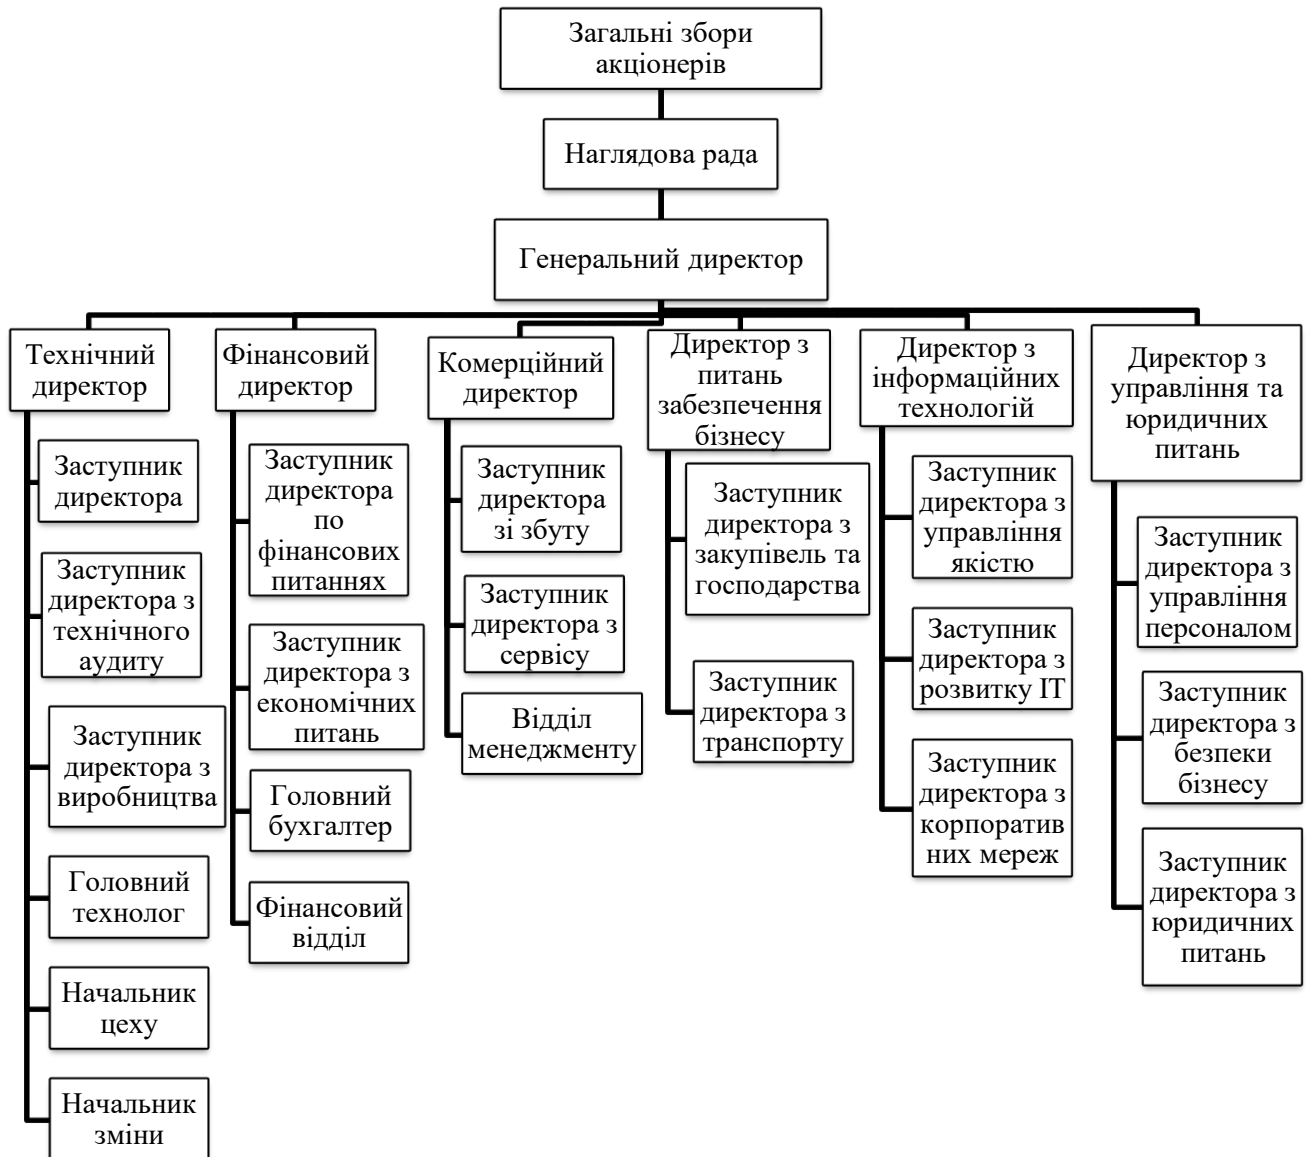 Загальні збори
акціонерів
Наглядова рада
Генеральний директор
Технічний
директор
Заступник
директора
Заступник
директора з
технічного
аудиту
Заступник
директора з
виробництва
Головний
технолог
Начальник
цеху
Начальник
зміни
Фінансовий
директор
Заступник
директора
по
фінансових
питаннях
Заступник
директора з
економічних
питань
Головний
бухгалтер
Фінансовий
відділ
Комерційний
директор
Заступник
директора
зі збуту
Заступник
директора з
сервісу
Відділ
менеджменту
Директор з
питань
забезпечення
бізнесу
Заступник
директора з
закупівель та
господарства
Заступник
директора з
транспорту
Директор з
інформаційних
технологій
Заступник
директора з
управління
якістю
Заступник
директора з
розвитку ІТ
Заступник
директора з
корпоратив
них мереж
Директор з
управління та
юридичних
питань
Заступник
директора з
управління
персоналом
Заступник
директора з
безпеки
бізнесу
Заступник
директора з
юридичних
питань